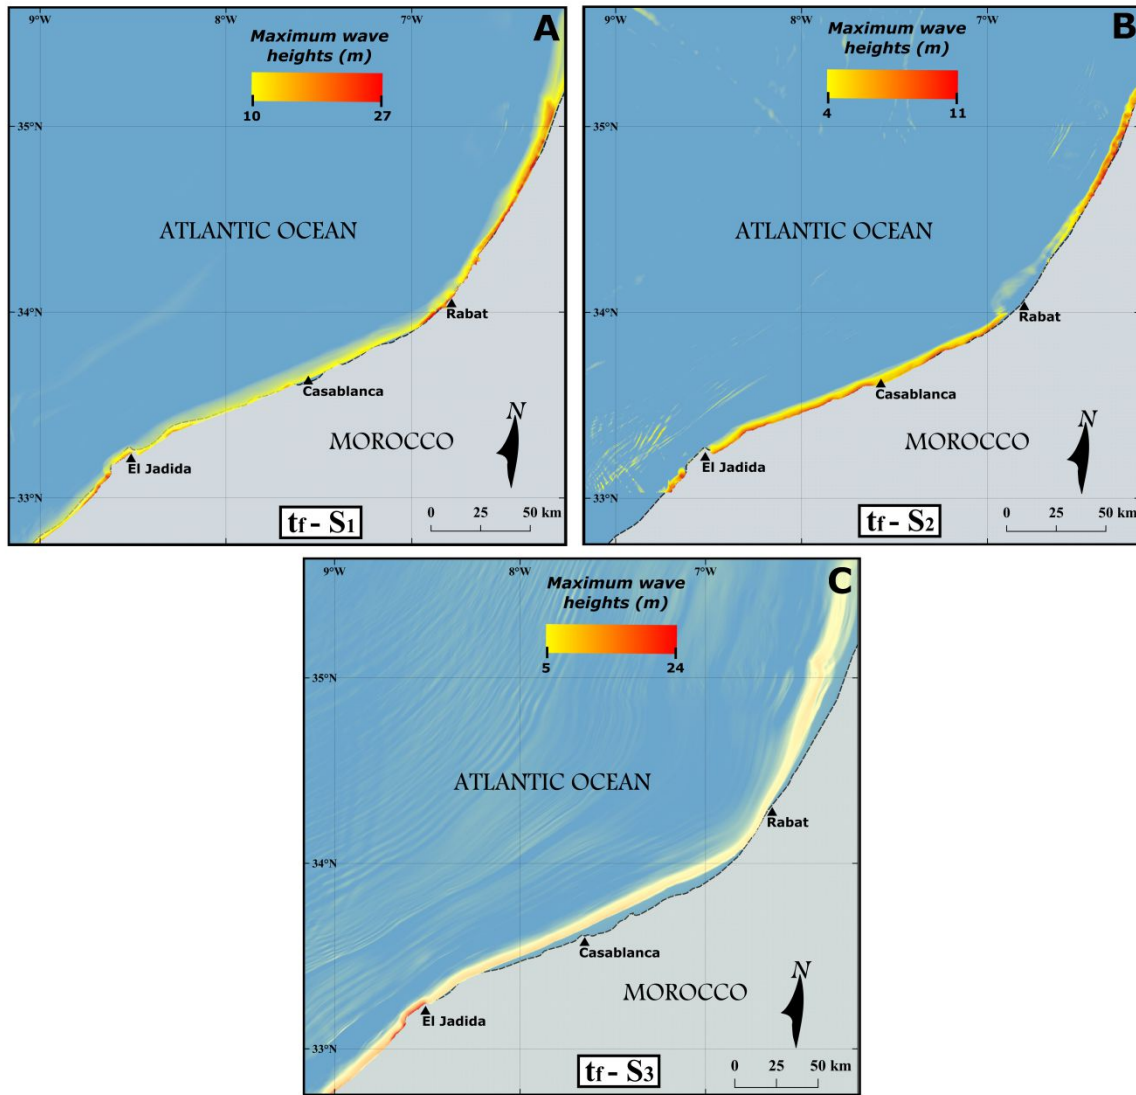 9°W
8°W
7°W
A
Maximum wave
heights (m)
10
27
35°N
ATLANTIC OCEAN
34°N
Rabat
Casablanca
N
MOROCCO
El Jadida
33°N
tf - S1
0 25 50 km
9°W
8°W
7°W
B
Maximum wave
heights (m)
4
11
35°N
ATLANTIC OCEAN
34°N
Rabat
Casablanca
N
MOROCCO
El Jadida
33°N
tf - S2
0 25 50 km
9°W
8°W
7°W
C
Maximum wave
heights (m)
5
24
35°N
ATLANTIC OCEAN
Rabat
34°N
Casablanca
N
MOROCCO
El Jadida
33°N
tf - S3
0 25 50 km